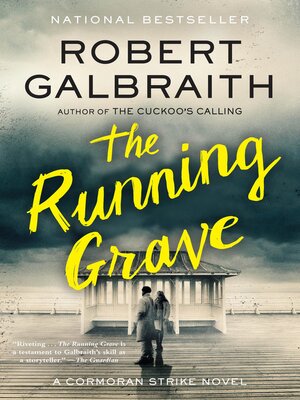 NATIONAL BESTSELLER
ROBERT
GALBRAITH
AUTHOR OF THE CUCKOO'S CALLING
the
Running
Grave
"Riveting . . . The Running Grave is
a testament to Galbraith's skill as
a storyteller." — The Guardian
A CORMORAN STRIKE NOVEL